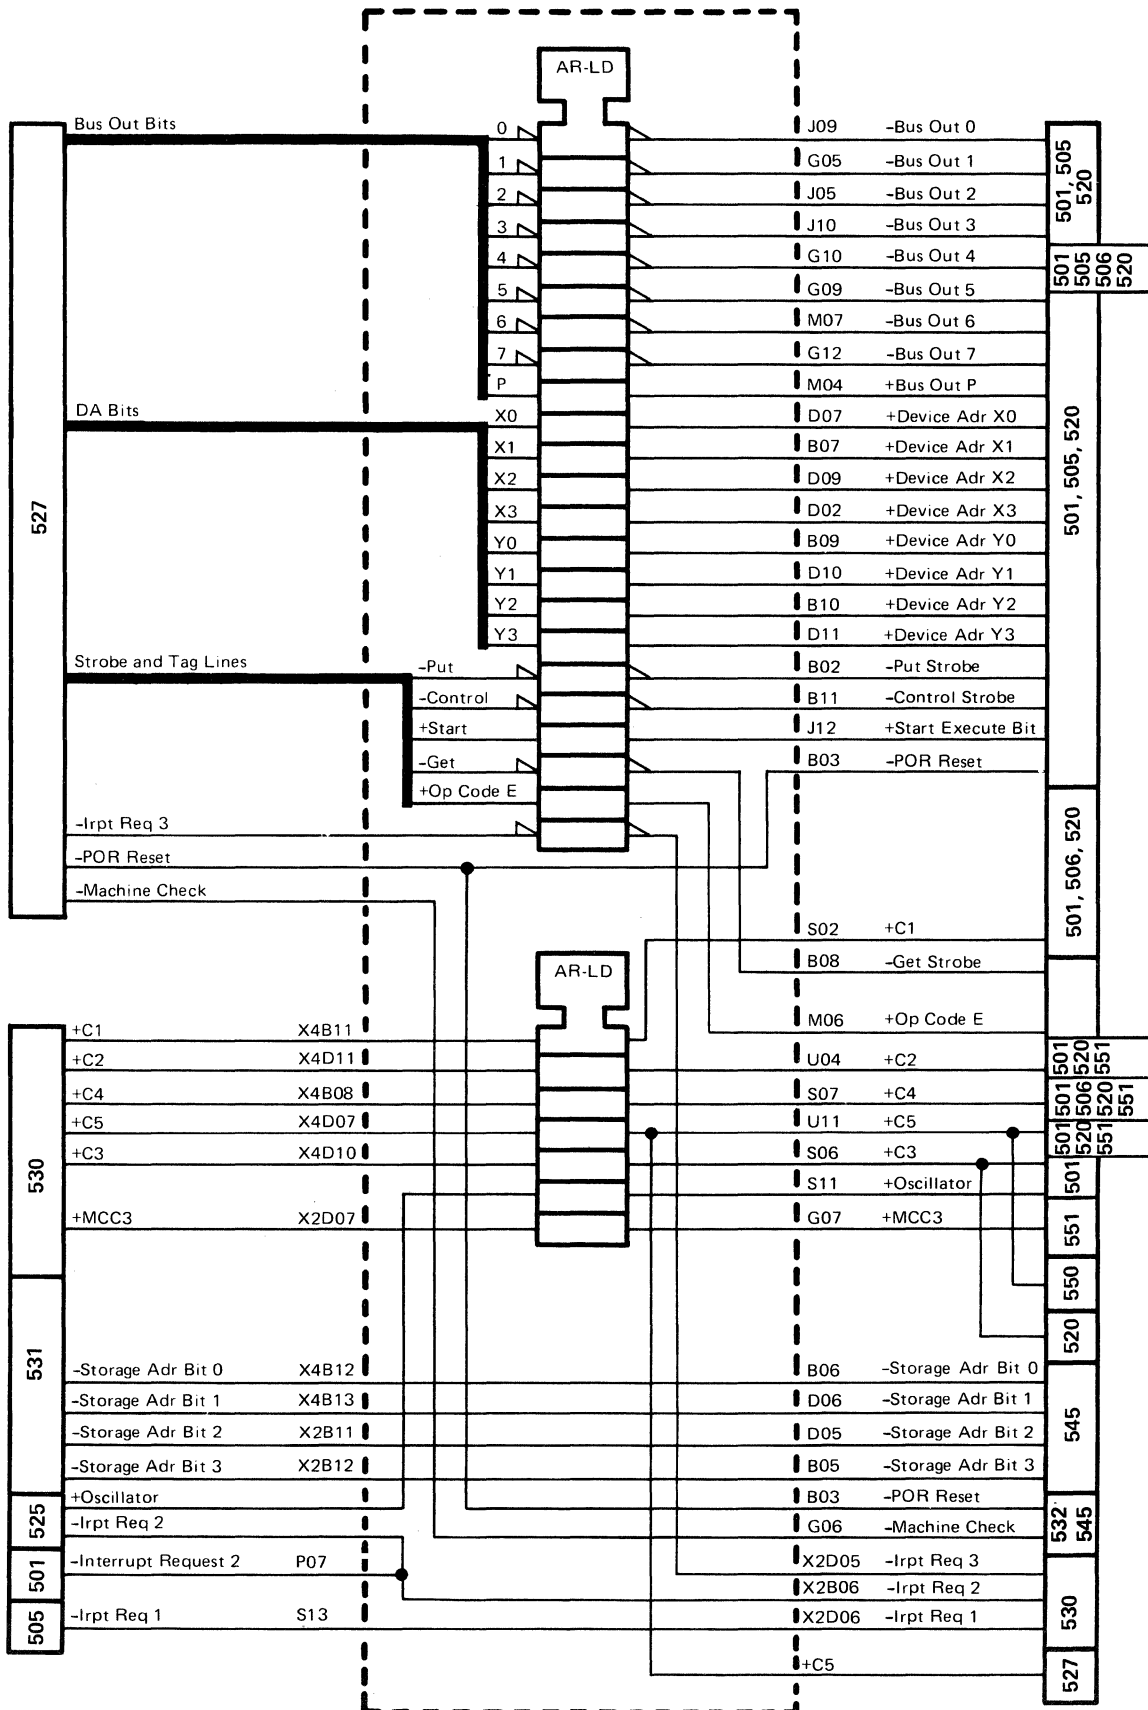 AR-LD
Bus Out Bits 0 J09 -Bus Out 0
1 G05 -Bus Out 1
2 J05 -Bus Out 2
3 J10 -Bus Out 3
501, 505
520
4 G10 -Bus Out 4
501
505
506
520
5 G09 -Bus Out 5
6 M07 -Bus Out 6
7 G12 -Bus Out 7
P M04 +Bus Out P
DA Bits X0 D07 +Device Adr X0
X1 B07 +Device Adr X1
X2 D09 +Device Adr X2
X3 D02 +Device Adr X3
527
501, 505, 520
Y0 B09 +Device Adr Y0
Y1 D10 +Device Adr Y1
Y2 B10 +Device Adr Y2
Y3 D11 +Device Adr Y3
Strobe and Tag Lines -Put B02 -Put Strobe
-Control B11 -Control Strobe
+Start J12 +Start Execute Bit
-Get B03 -POR Reset
+Op Code E
-Irpt Req 3
-POR Reset
-Machine Check
501, 506, 520
S02 +C1
AR-LD
B08 -Get Strobe
M06 +Op Code E
+C1 X4B11
+C2 X4D11 U04 +C2
501
520
551
+C4 X4B08 S07 +C4
501
506
520
551
+C5 X4D07 U11 +C5
501
520
551
+C3 X4D10 S06 +C3
530
S11 +Oscillator
501
+MCC3 X2D07 G07 +MCC3
551
550
520
531
-Storage Adr Bit 0 X4B12 B06 -Storage Adr Bit 0
-Storage Adr Bit 1 X4B13 D06 -Storage Adr Bit 1
-Storage Adr Bit 2 X2B11 D05 -Storage Adr Bit 2
-Storage Adr Bit 3 X2B12 B05 -Storage Adr Bit 3
545
+Oscillator B03 -POR Reset
525
-Irpt Req 2 G06 -Machine Check
532
545
501
-Interrupt Request 2 P07 X2D05 -Irpt Req 3
X2B06 -Irpt Req 2
505
-Irpt Req 1 S13 X2D06 -Irpt Req 1
530
+C5
527